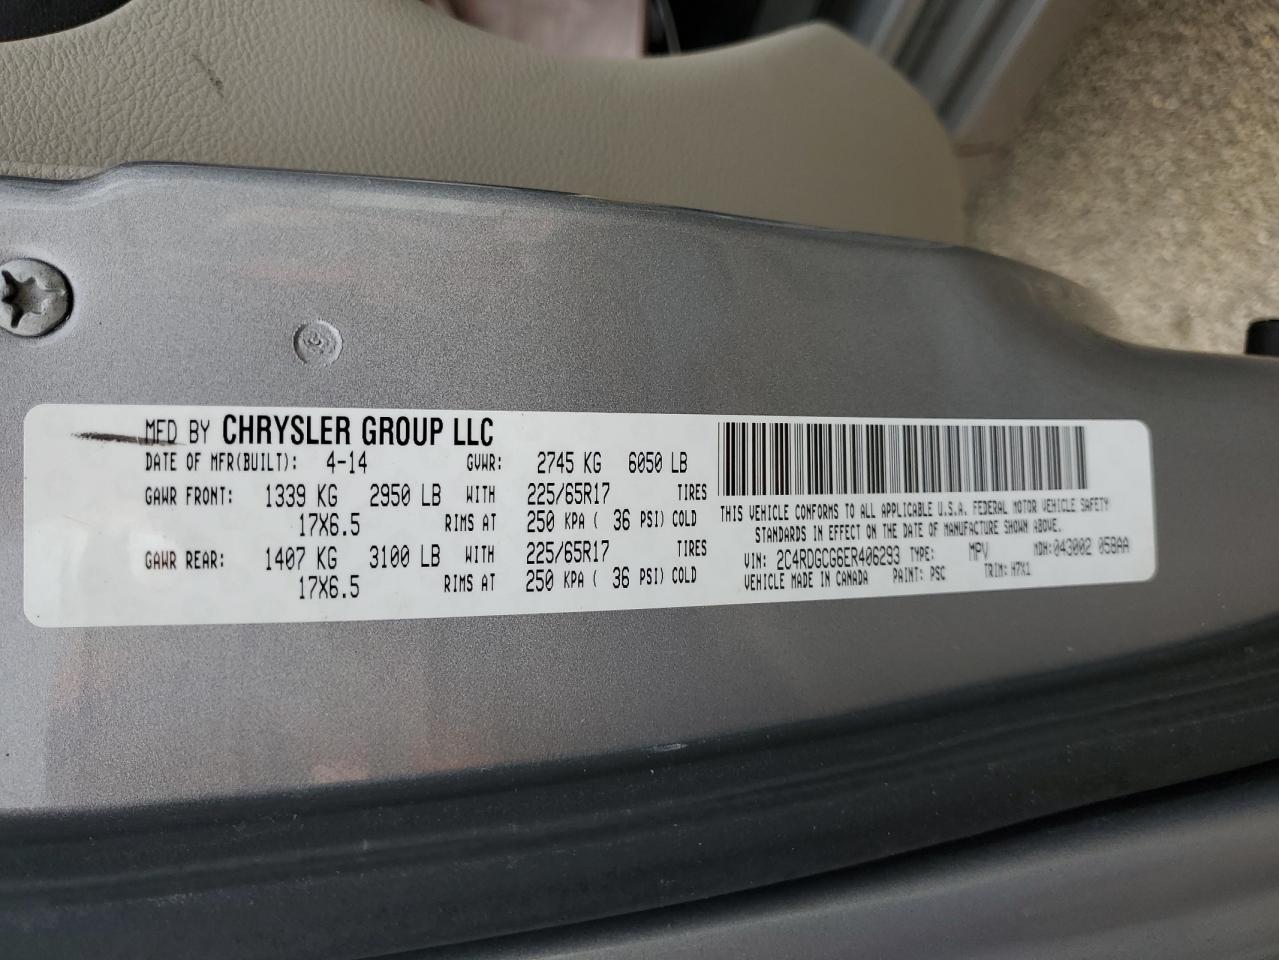 MFD BY CHRYSLER GROUP LLC
DATE OF MFR(BUILT): 4-14 GVWR: 2745 KG 6050 LB
GAWR FRONT: 1339 KG 2950 LB WITH 225/65R17 TIRES
17X6.5 RIMS AT 250 KPA ( 36 PSI) COLD
GAWR REAR: 1407 KG 3100 LB WITH 225/65R17 TIRES
17X6.5 RIMS AT 250 KPA ( 36 PSI) COLD
THIS VEHICLE CONFORMS TO ALL APPLICABLE U.S.A. FEDERAL MOTOR VEHICLE SAFETY
STANDARDS IN EFFECT ON THE DATE OF MANUFACTURE SHOWN ABOVE.
VIN: 2C4RDGCG6ER406293 TYPE: MPV MDH:043002 058AA
VEHICLE MADE IN CANADA PAINT: PSC TRIM: H7X1